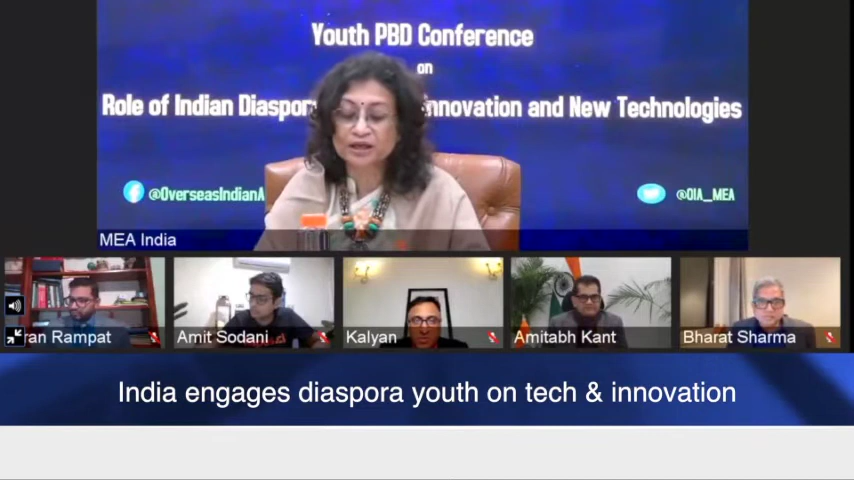 Youth PBD Conference
on
Role of Indian Diaspor nnovation and New Technologies
@OverseasIndianA
@OIA_MEA
MEA India
ran Rampat
Amit Sodani
Kalyan
Amitabh Kant
Bharat Sharma
India engages diaspora youth on tech & innovation